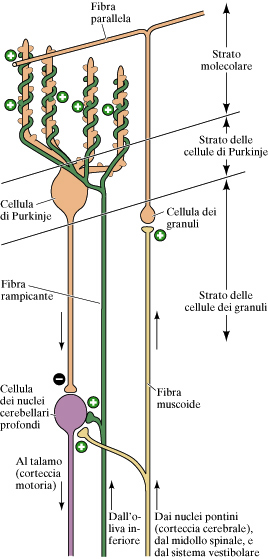 Fibra
parallela
Strato
molecolare
Strato delle
cellule di Purkinje
Cellula
di Purkinje
Cellula dei
granuli
Fibra
rampicante
Strato delle
cellule dei granuli
Cellula
dei nuclei
cerebellari
profondi
Fibra
muscoide
Al talamo
(corteccia
motoria)
Dall'o-
liva in-
feriore
Dai nuclei pontini
(corteccia cerebrale),
dal midollo spinale, e
dal sistema vestibolare